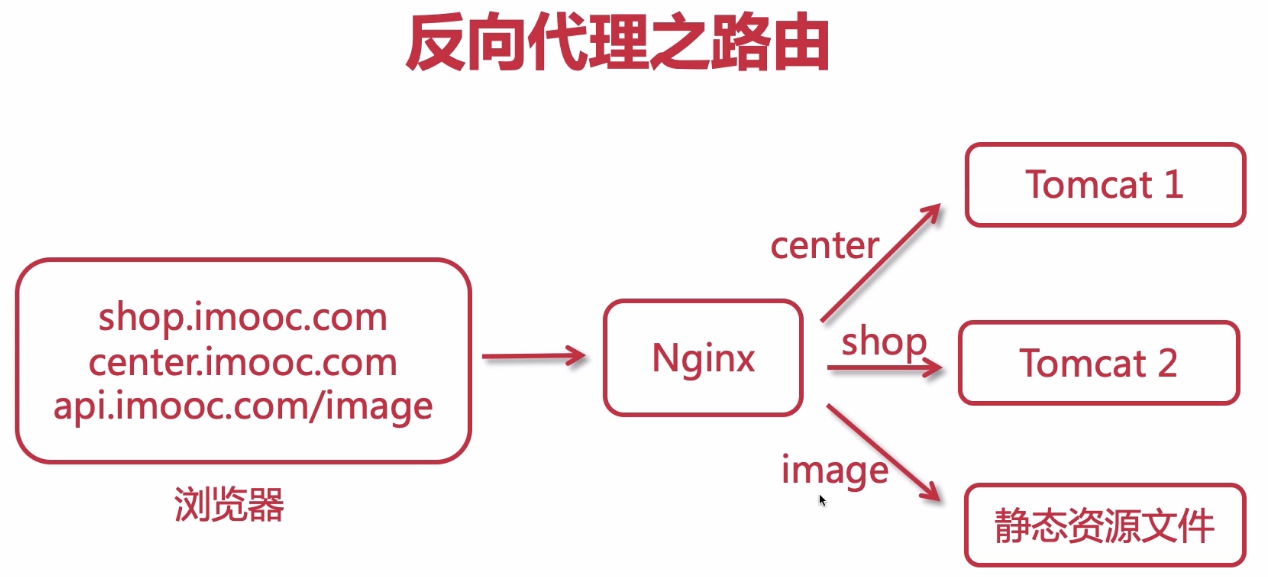 反向代理之路由
shop.imooc.com
center.imooc.com
api.imooc.com/image
浏览器
Nginx
center
shop
image
Tomcat 1
Tomcat 2
静态资源文件